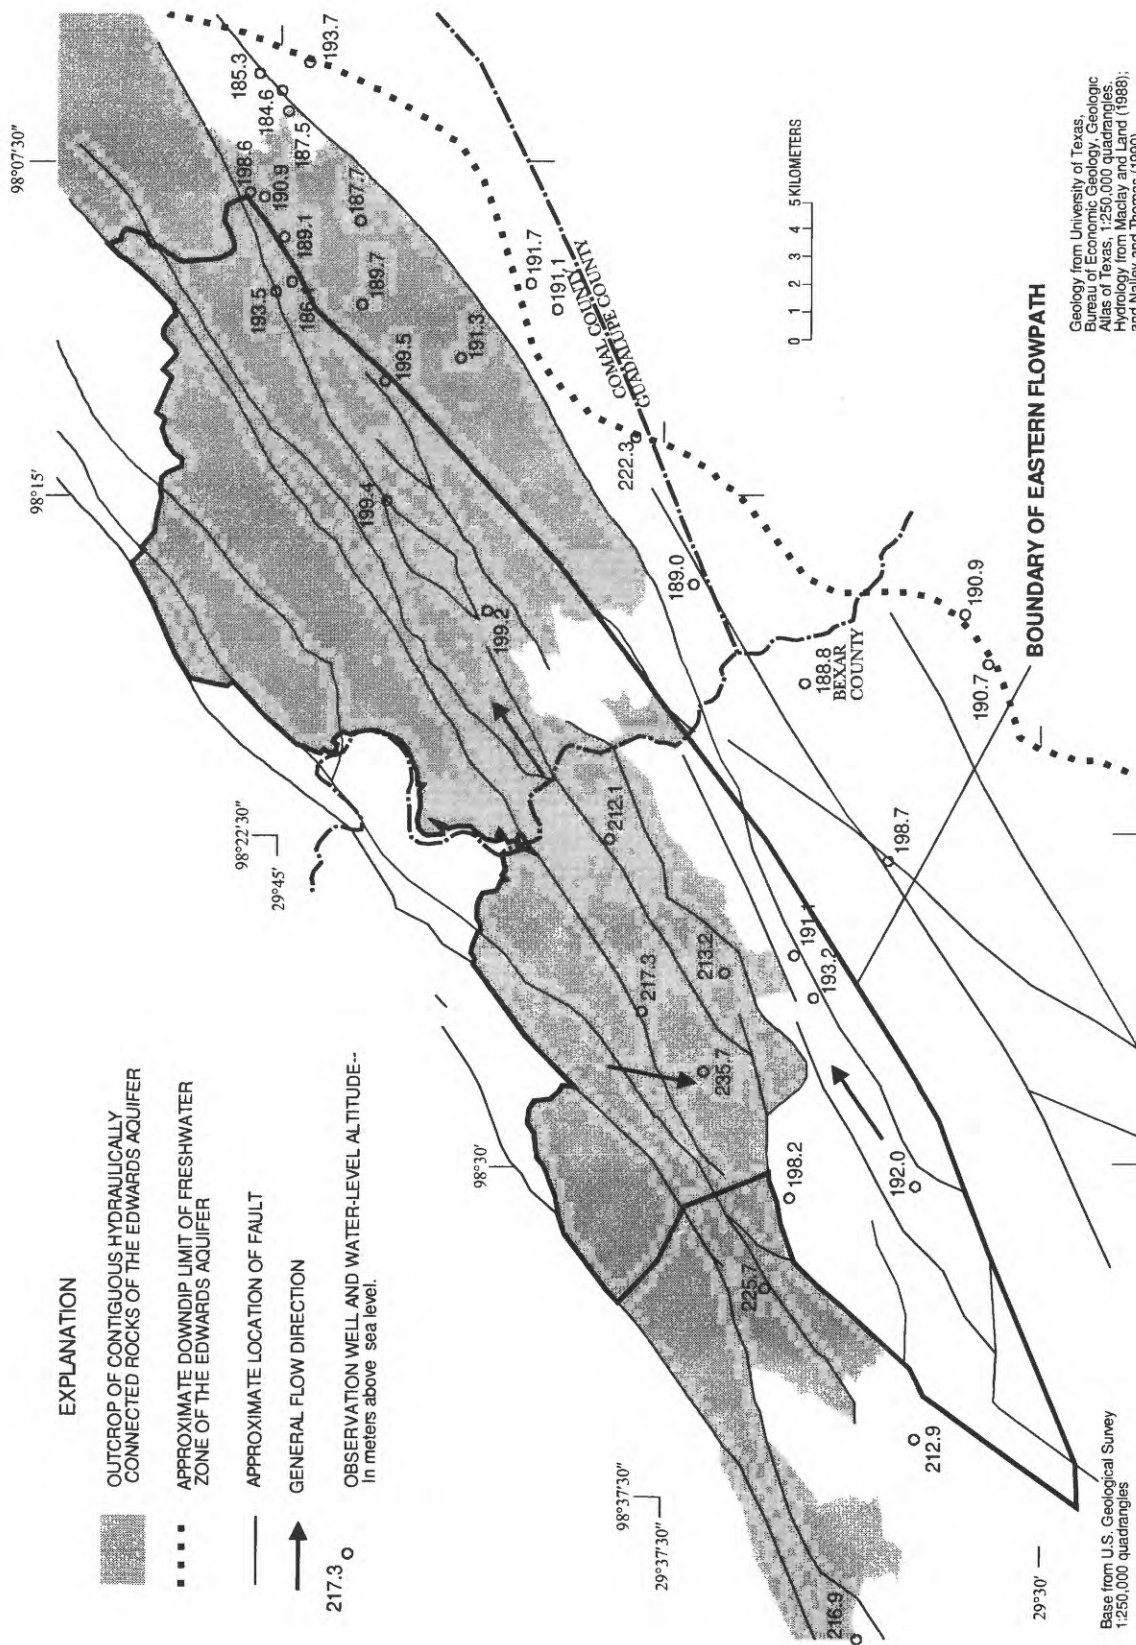 EXPLANATION
OUTCROP OF CONTIGUOUS HYDRAULICALLY
CONNECTED ROCKS OF THE EDWARDS AQUIFER
APPROXIMATE DOWNDIP LIMIT OF FRESHWATER
ZONE OF THE EDWARDS AQUIFER
APPROXIMATE LOCATION OF FAULT
GENERAL FLOW DIRECTION
217.3
OBSERVATION WELL AND WATER-LEVEL ALTITUDE--
In meters above sea level.
98°37'30"
29°37'30"
98°30'
98°22'30"
29°45'
98°15'
98°07'30"
29°30'
216.9
212.9
225.7
198.2
192.0
235.7
217.3
213.2
193.2
191.1
212.1
198.7
199.2
199.4
199.5
193.5
186.1
189.1
190.9
198.6
185.3
184.6
187.5
193.7
187.7
189.7
191.3
191.7
191.1
222.3
189.0
188.8
190.7
190.9
COMAL COUNTY
GUADALUPE COUNTY
BEXAR
COUNTY
BOUNDARY OF EASTERN FLOWPATH
0 1 2 3 4 5 KILOMETERS
Base from U.S. Geological Survey
1:250,000 quadrangles
Geology from University of Texas,
Bureau of Economic Geology, Geologic
Atlas of Texas, 1:250,000 quadrangles.
Hydrology from Maclay and Land (1988);
and Nalley and Thomas (1990)